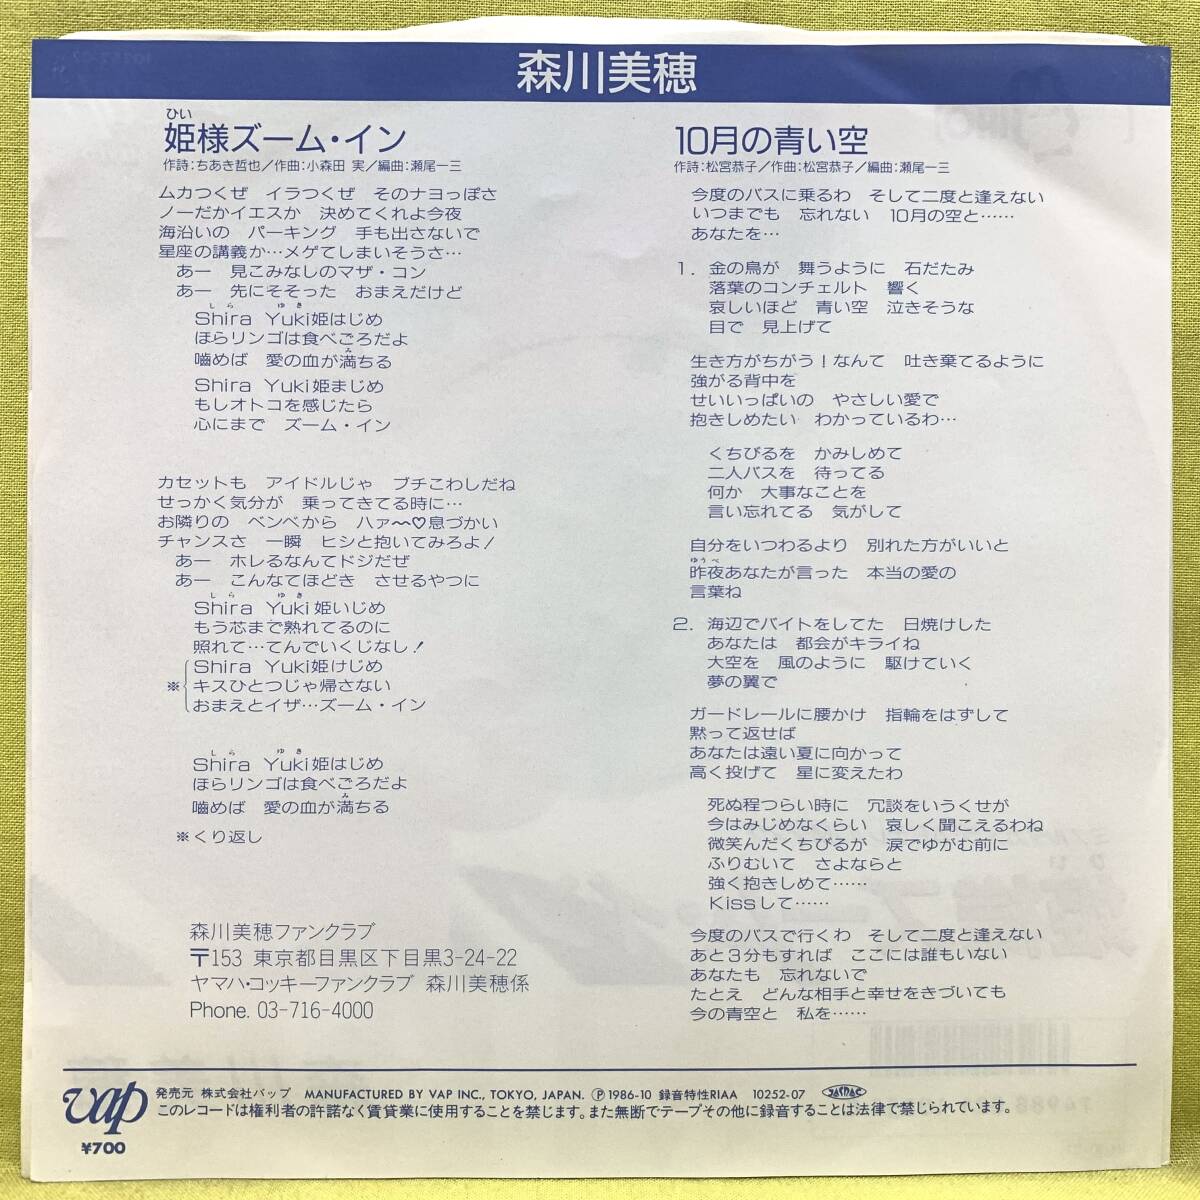 森川美穂
ひい
姫様ズーム・イン
作詩:ちあき哲也/作曲:小森田 実/編曲:瀬尾一三
ムカつくぜ イラつくぜ そのナヨっぽさ
ノーだかイエスか 決めてくれよ今夜
海沿いの パーキング 手も出さないで
星座の講義か…メゲてしまいそうさ…
あー 見こみなしのマザ・コン
あー 先にそそった おまえだけど
しら ゆき
Shira Yuki姫はじめ
ほらリンゴは食べごろだよ
み
嚙めば 愛の血が満ちる
Shira Yuki姫まじめ
もしオトコを感じたら
心にまで ズーム・イン
カセットも アイドルじゃ ブチこわしだね
せっかく気分が 乗ってきてる時に…
お隣りの ベンベから ハァ〜♡息づかい
チャンスさ 一瞬 ヒシと抱いてみろよ!
あー ホレるなんてドジだぜ
あー こんなてほどき させるやつに
しら ゆき
Shira Yuki姫いじめ
もう芯まで熟れてるのに
照れて…てんでいくじなし!
Shira Yuki姫けじめ
※ キスひとつじゃ帰さない
おまえとイザ…ズーム・イン
しら ゆき
Shira Yuki姫はじめ
ほらリンゴは食べごろだよ
み
嚙めば 愛の血が満ちる
※くり返し
森川美穂ファンクラブ
〒153 東京都目黒区下目黒3-24-22
ヤマハ・コッキーファンクラブ 森川美穂係
Phone. 03-716-4000
10月の青い空
作詩:松宮恭子/作曲:松宮恭子/編曲:瀬尾一三
今度のバスに乗るわ そして二度と逢えない
いつまでも 忘れない 10月の空と……
あなたを…
1. 金の鳥が 舞うように 石だたみ
落葉のコンチェルト 響く
哀しいほど 青い空 泣きそうな
目で 見上げて
生き方がちがう!なんて 吐き棄てるように
強がる背中を
せいいっぱいの やさしい愛で
抱きしめたい わかっているわ…
くちびるを かみしめて
二人バスを 待ってる
何か 大事なことを
言い忘れてる 気がして
自分をいつわるより 別れた方がいいと
ゆうべ
昨夜あなたが言った 本当の愛の
言葉ね
2. 海辺でバイトをしてた 日焼けした
あなたは 都会がキライね
大空を 風のように 駆けていく
夢の翼で
ガードレールに腰かけ 指輪をはずして
黙って返せば
あなたは遠い夏に向かって
高く投げて 星に変えたわ
死ぬ程つらい時に 冗談をいうくせが
今はみじめなくらい 哀しく聞こえるわね
微笑んだくちびるが 涙でゆがむ前に
ふりむいて さよならと
強く抱きしめて……
Kissして……
今度のバスで行くわ そして二度と逢えない
あと3分もすれば ここには誰もいない
あなたも 忘れないで
たとえ どんな相手と幸せをきづいても
今の青空と 私を……
vap 発売元 株式会社バップ MANUFACTURED BY VAP INC., TOKYO, JAPAN. Ⓟ1986-10 録音特性RIAA 10252-07 JASRAC
このレコードは権利者の許諾なく賃貸業に使用することを禁じます。また無断でテープその他に録音することは法律で禁じられています。
¥700